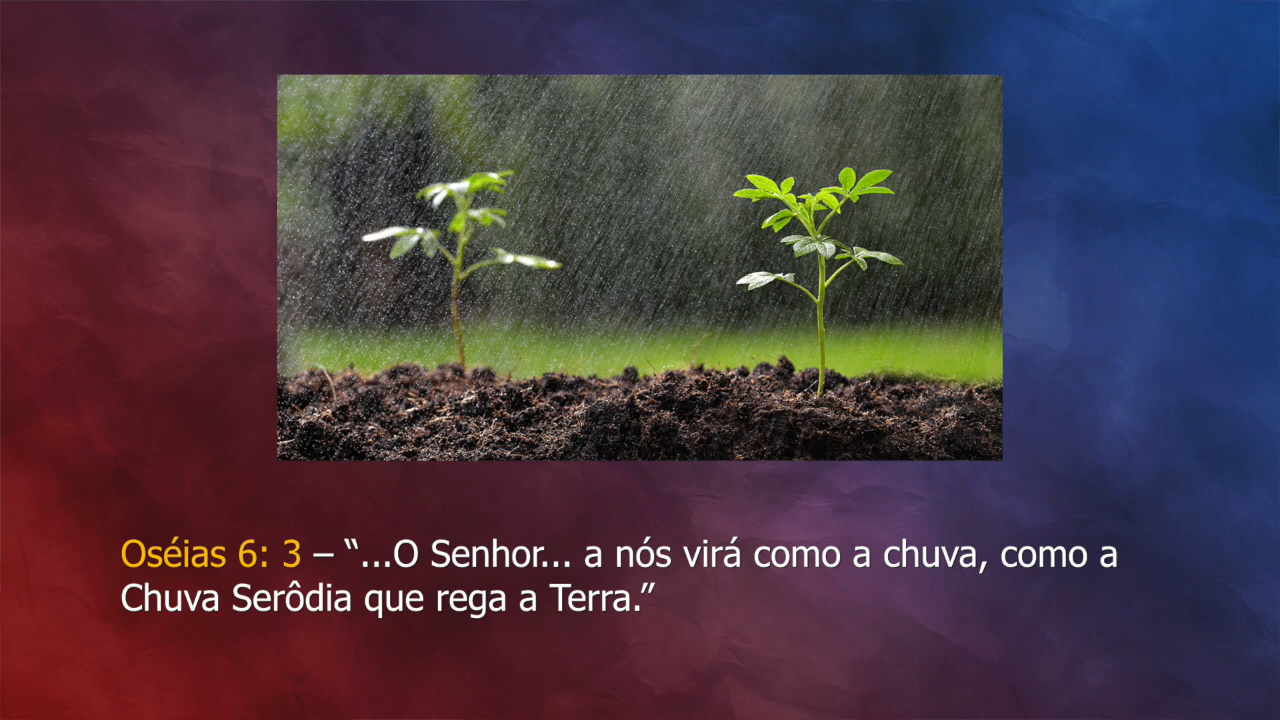 Oséias 6: 3 – “...O Senhor... a nós virá como a chuva, como a
Chuva Serôdia que rega a Terra.”